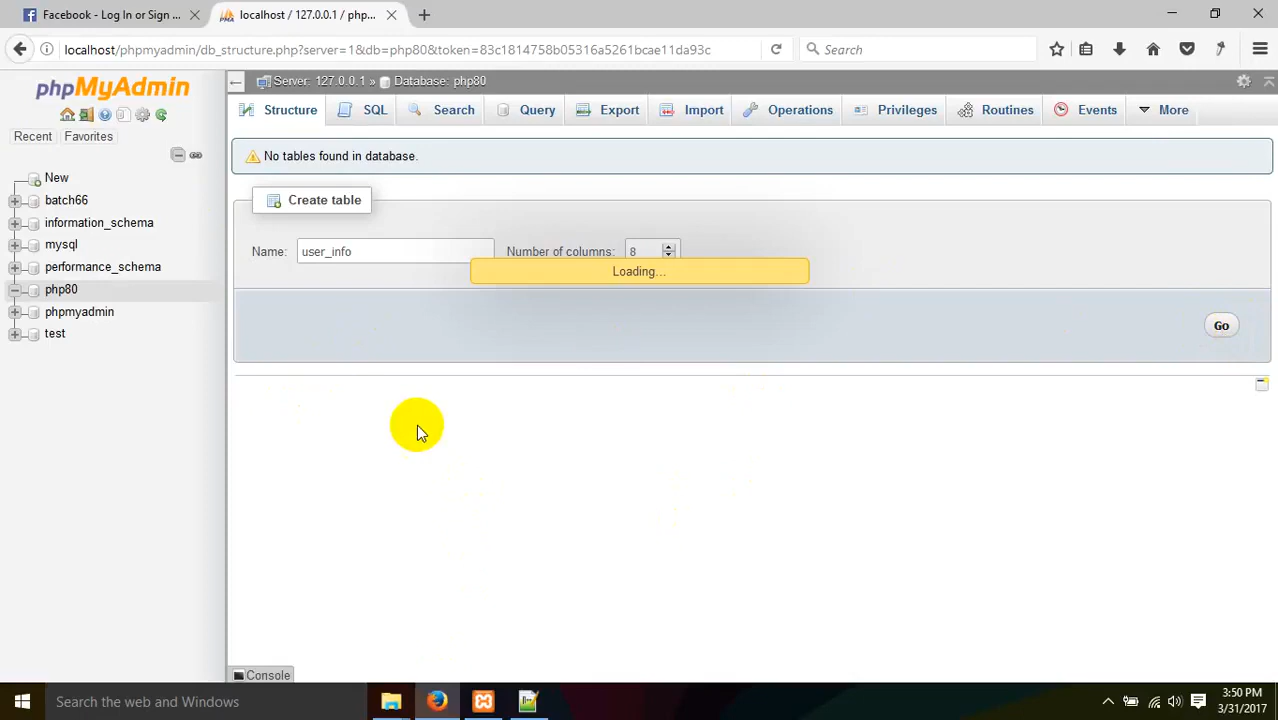 Facebook - Log In or Sign ...
localhost / 127.0.0.1 / php...
localhost/phpmyadmin/db_structure.php?server=1&db=php80&token=83c1814758b05316a5261bcae11da93c
Search
phpMyAdmin
Recent
Favorites
New
batch66
information_schema
mysql
performance_schema
php80
phpmyadmin
test
Server: 127.0.0.1 » Database: php80
Structure
SQL
Search
Query
Export
Import
Operations
Privileges
Routines
Events
More
No tables found in database.
Create table
Name: user_info Number of columns: 8
Loading...
Go
Console
Search the web and Windows
3:50 PM
3/31/2017